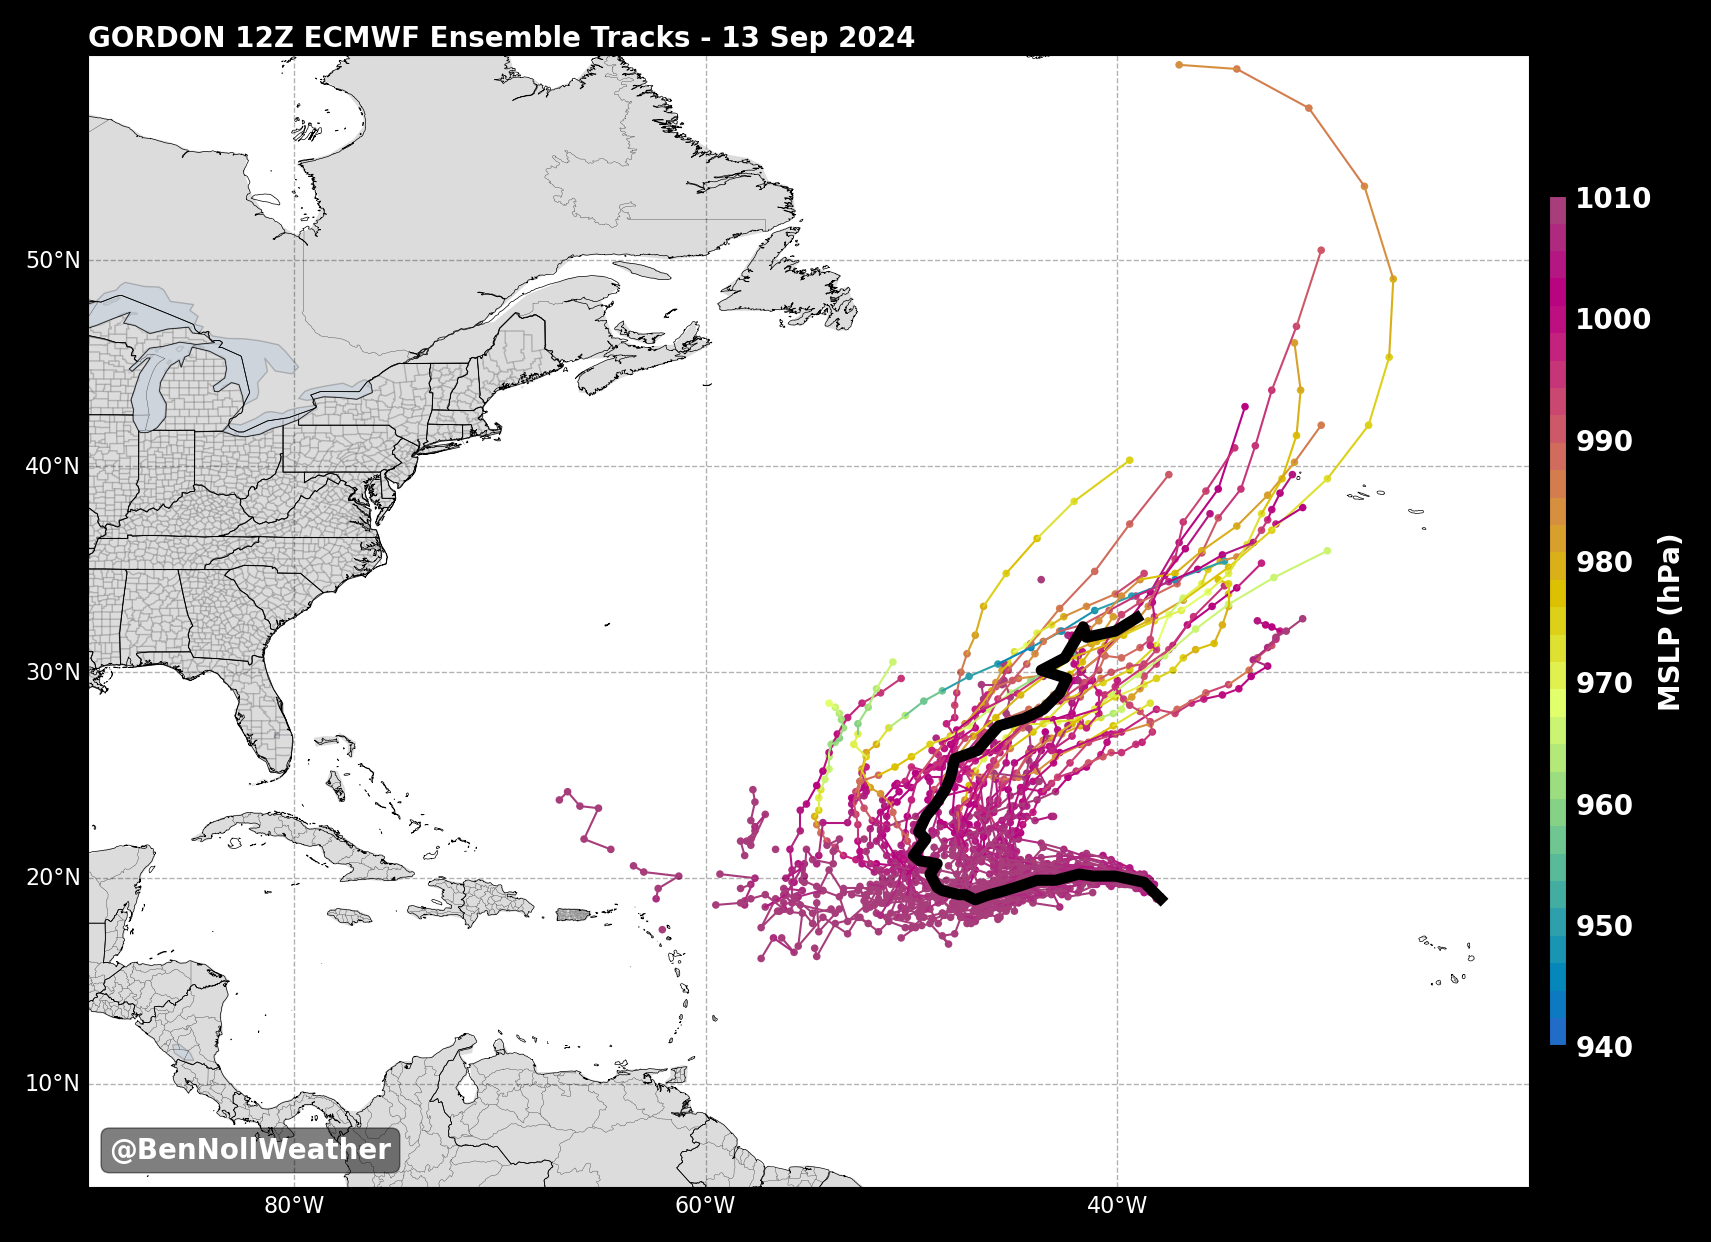 GORDON 12Z ECMWF Ensemble Tracks - 13 Sep 2024
50°N
40°N
30°N
20°N
10°N
80°W
60°W
40°W
1010
1000
990
980
970
960
950
940
MSLP (hPa)
@BenNollWeather